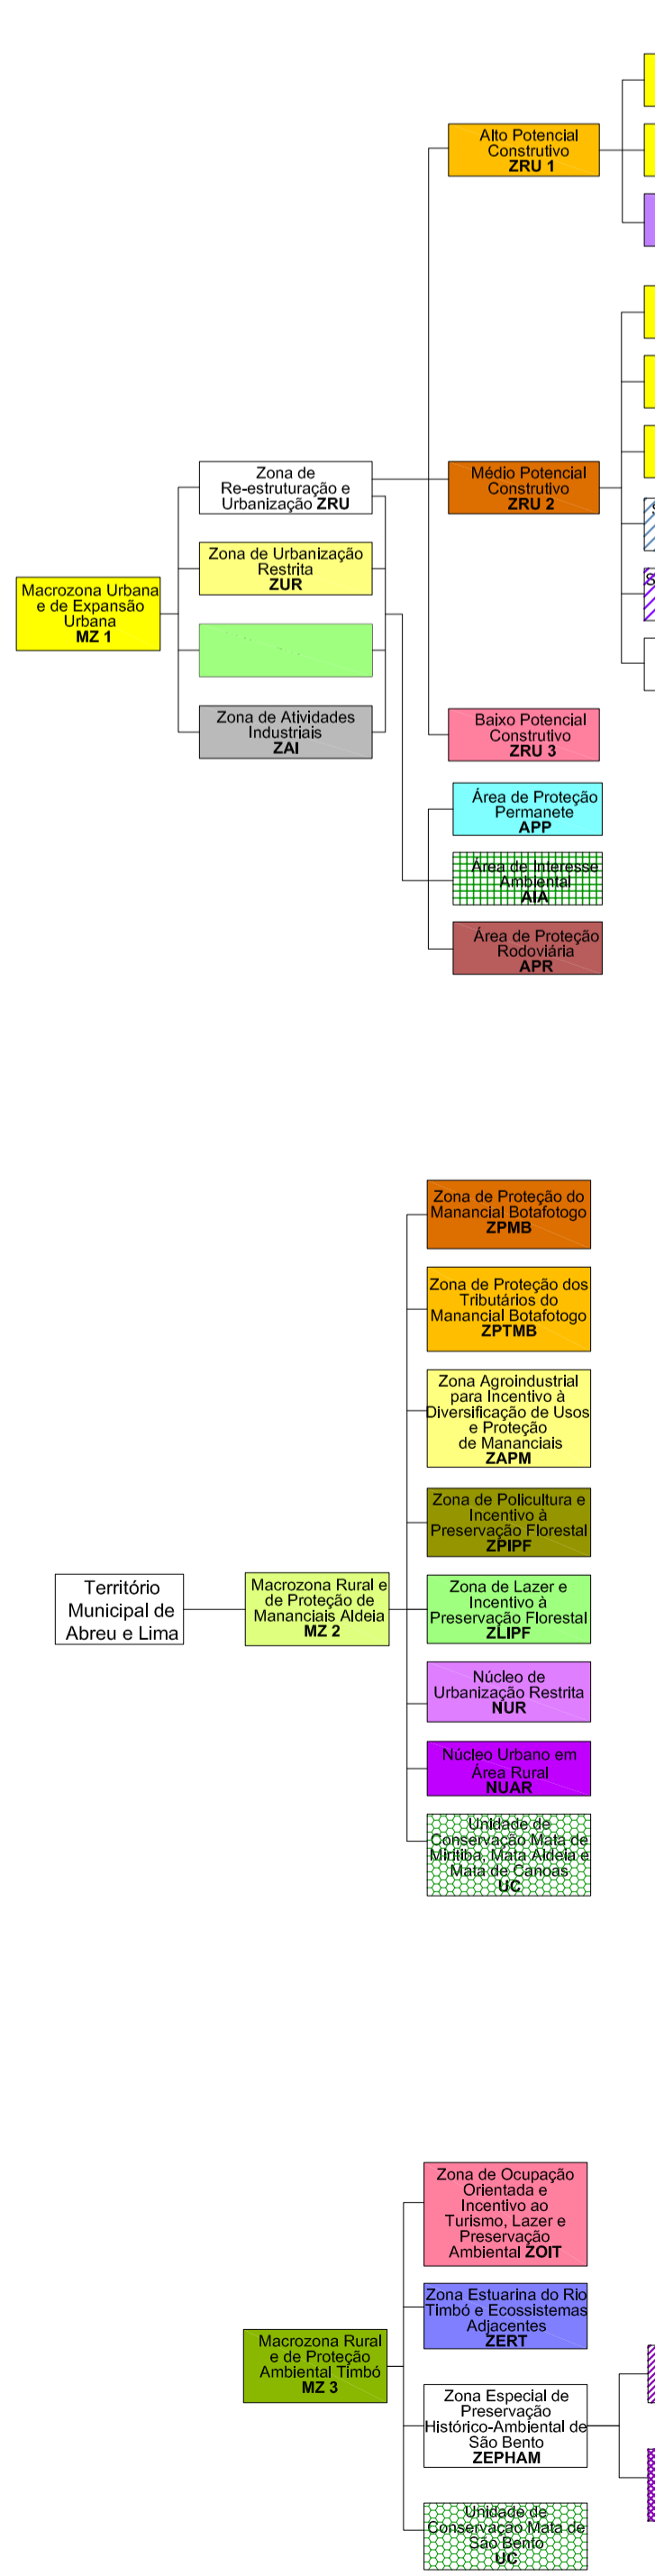 Alto Potencial
Construtivo
ZRU 1
Zona de
Re-estruturação e
Urbanização ZRU
Médio Potencial
Construtivo
ZRU 2
Zona de Urbanização
Restrita
ZUR
Macrozona Urbana
e de Expansão
Urbana
MZ 1
Zona de Atividades
Industriais
ZAI
Baixo Potencial
Construtivo
ZRU 3
Área de Proteção
Permanete
APP
Área de Interesse
Ambiental
AIA
Área de Proteção
Rodoviária
APR
Zona de Proteção do
Manancial Botafotogo
ZPMB
Zona de Proteção dos
Tributários do
Manancial Botafotogo
ZPTMB
Zona Agroindustrial
para Incentivo à
Diversificação de Usos
e Proteção
de Mananciais
ZAPM
Zona de Policultura e
Incentivo à
Preservação Florestal
ZPIPF
Território
Municipal de
Abreu e Lima
Macrozona Rural e
de Proteção de
Mananciais Aldeia
MZ 2
Zona de Lazer e
Incentivo à
Preservação Florestal
ZLIPF
Núcleo de
Urbanização Restrita
NUR
Núcleo Urbano em
Área Rural
NUAR
Unidade de
Conservação Mata de
Miritiba, Mata Aldeia e
Mata de Canoas
UC
Zona de Ocupação
Orientada e
Incentivo ao
Turismo, Lazer e
Preservação
Ambiental ZOIT
Zona Estuarina do Rio
Timbó e Ecossistemas
Adjacentes
ZERT
Macrozona Rural
e de Proteção
Ambiental Timbó
MZ 3
Zona Especial de
Preservação
Histórico-Ambiental de
São Bento
ZEPHAM
Unidade de
Conservação Mata de
São Bento
UC